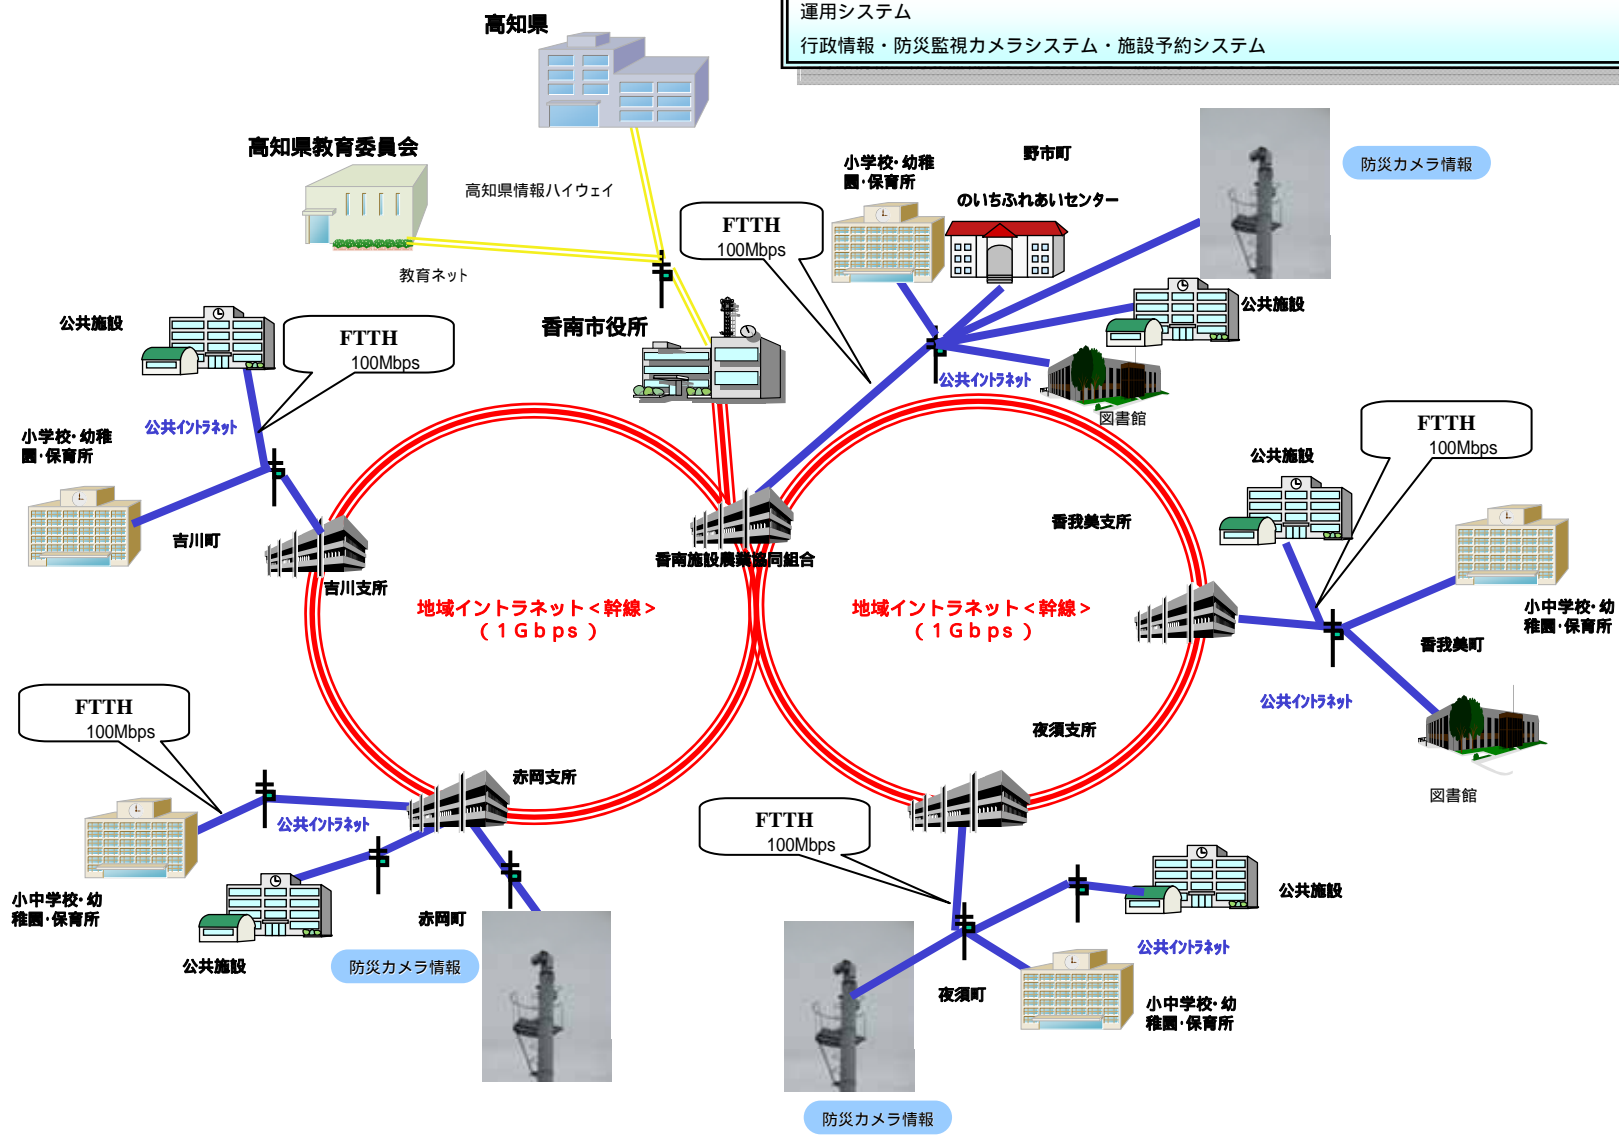 運用システム
行政情報・防災監視カメラシステム・施設予約システム
高知県
高知県教育委員会
高知県情報ハイウェイ
教育ネット
香南市役所
FTTH
100Mbps
小学校・幼稚
園・保育所
野市町
のいちふれあいセンター
防災カメラ情報
公共施設
公共イントラネット
図書館
公共施設
FTTH
100Mbps
公共イントラネット
小学校・幼稚
園・保育所
吉川町
吉川支所
香南施設農業協同組合
地域イントラネット<幹線>
(1Gbps)
地域イントラネット<幹線>
(1Gbps)
香我美支所
FTTH
100Mbps
公共施設
小中学校・幼
稚園・保育所
香我美町
公共イントラネット
図書館
夜須支所
赤岡支所
FTTH
100Mbps
公共イントラネット
小中学校・幼
稚園・保育所
公共施設
赤岡町
防災カメラ情報
FTTH
100Mbps
公共施設
公共イントラネット
夜須町
小中学校・幼
稚園・保育所
防災カメラ情報